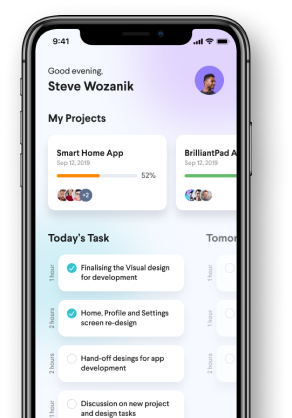 9:41
Good evening,
Steve Wozanik
My Projects
Smart Home App
Sep 12, 2019
52%
+2
BrilliantPad A
Sep 12, 2019
Today's Task
Tomor
1 hour
Finalising the Visual design
for development
1 hour
2 hours
Home, Profile and Settings
screen re-design
1 hour
2 hours
Hand-off desings for app
development
2 hours
1 hour
Discussion on new project
and design tasks